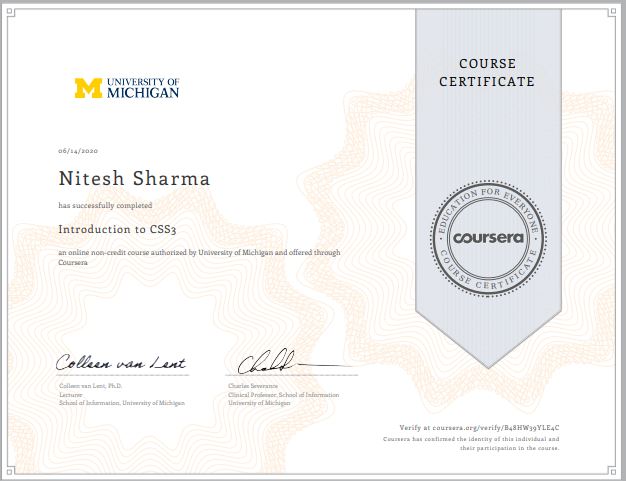 COURSE
CERTIFICATE
UNIVERSITY OF
MICHIGAN
06/14/2020
Nitesh Sharma
has successfully completed
Introduction to CSS3
an online non-credit course authorized by University of Michigan and offered through
Coursera
EDUCATION FOR EVERYONE
coursera
COURSE CERTIFICATE
Colleen van Lent
Colleen van Lent, Ph.D.
Lecturer
School of Information, University of Michigan
Charles Severance
Clinical Professor, School of Information
University of Michigan
Verify at coursera.org/verify/B48HW39YLE4C
Coursera has confirmed the identity of this individual and
their participation in the course.